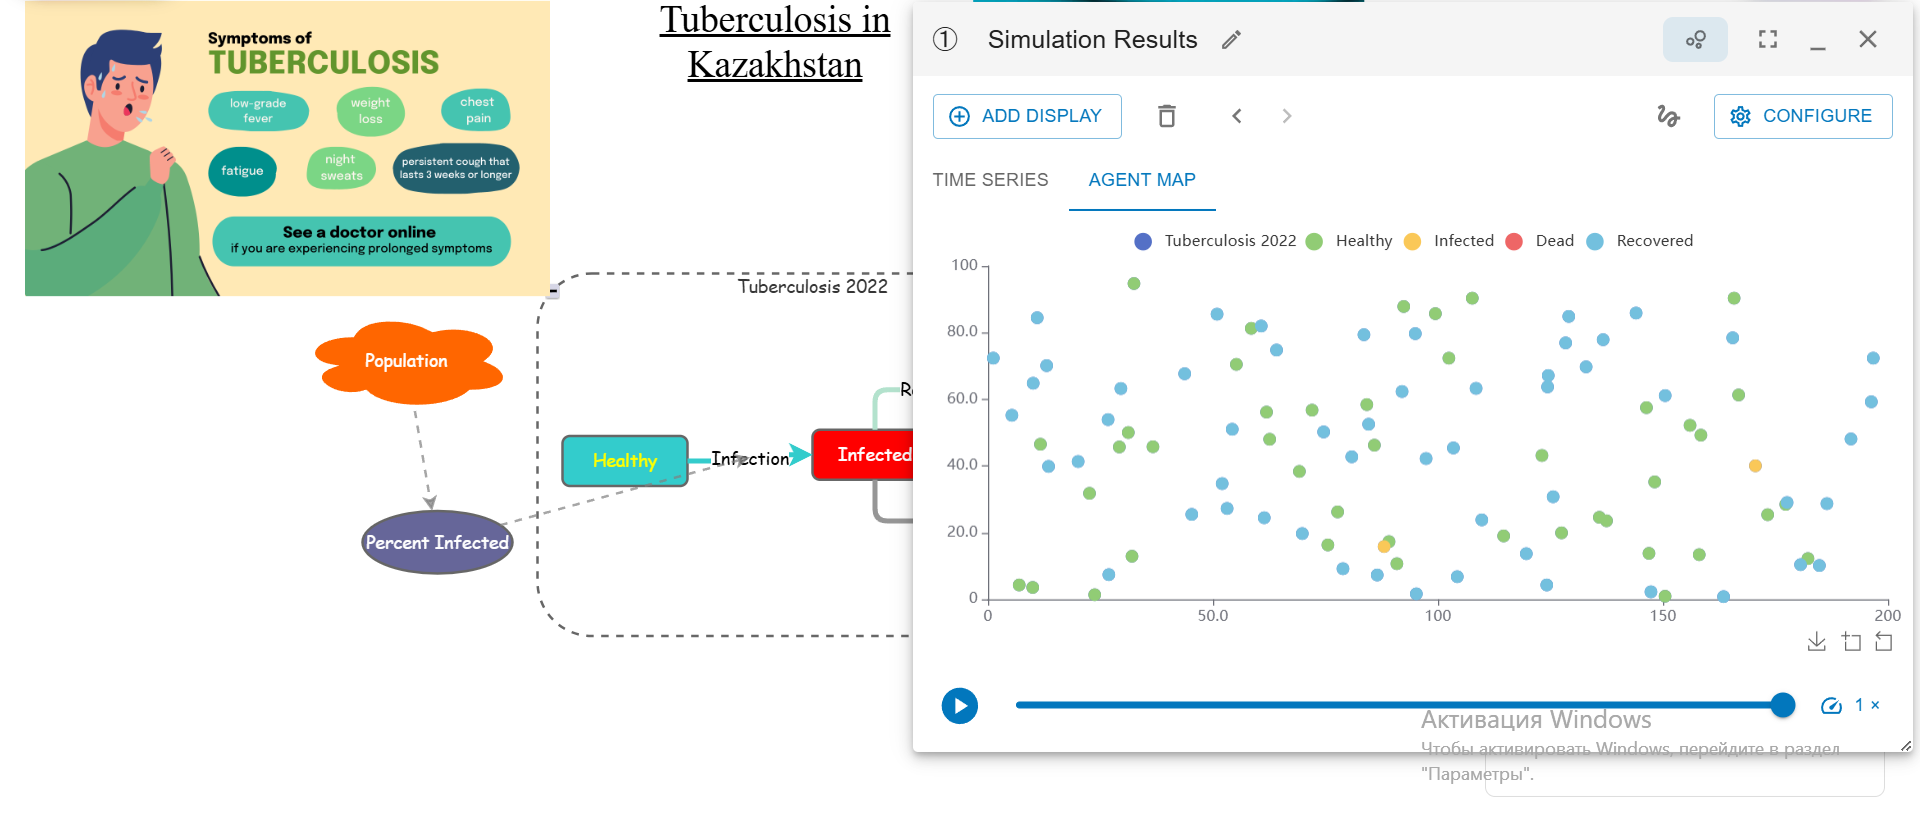 Symptoms of
TUBERCULOSIS
low-grade
fever
weight
loss
chest
pain
fatigue
night
sweats
persistent cough that
lasts 3 weeks or longer
See a doctor online
if you are experiencing prolonged symptoms
Tuberculosis in
Kazakhstan
Tuberculosis 2022
Population
Healthy
Infection
Infected
Percent Infected
① Simulation Results
ADD DISPLAY
CONFIGURE
TIME SERIES
AGENT MAP
Tuberculosis 2022 Healthy Infected Dead Recovered
100
80.0
60.0
40.0
20.0
0
0 50.0 100 150 200
1 ×
Активация Windows
Чтобы активировать Windows, перейдите в раздел
"Параметры".